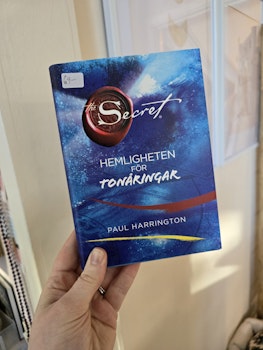 the Secret
HEMLIGHETEN
FÖR
TONÅRINGAR
PAUL HARRINGTON